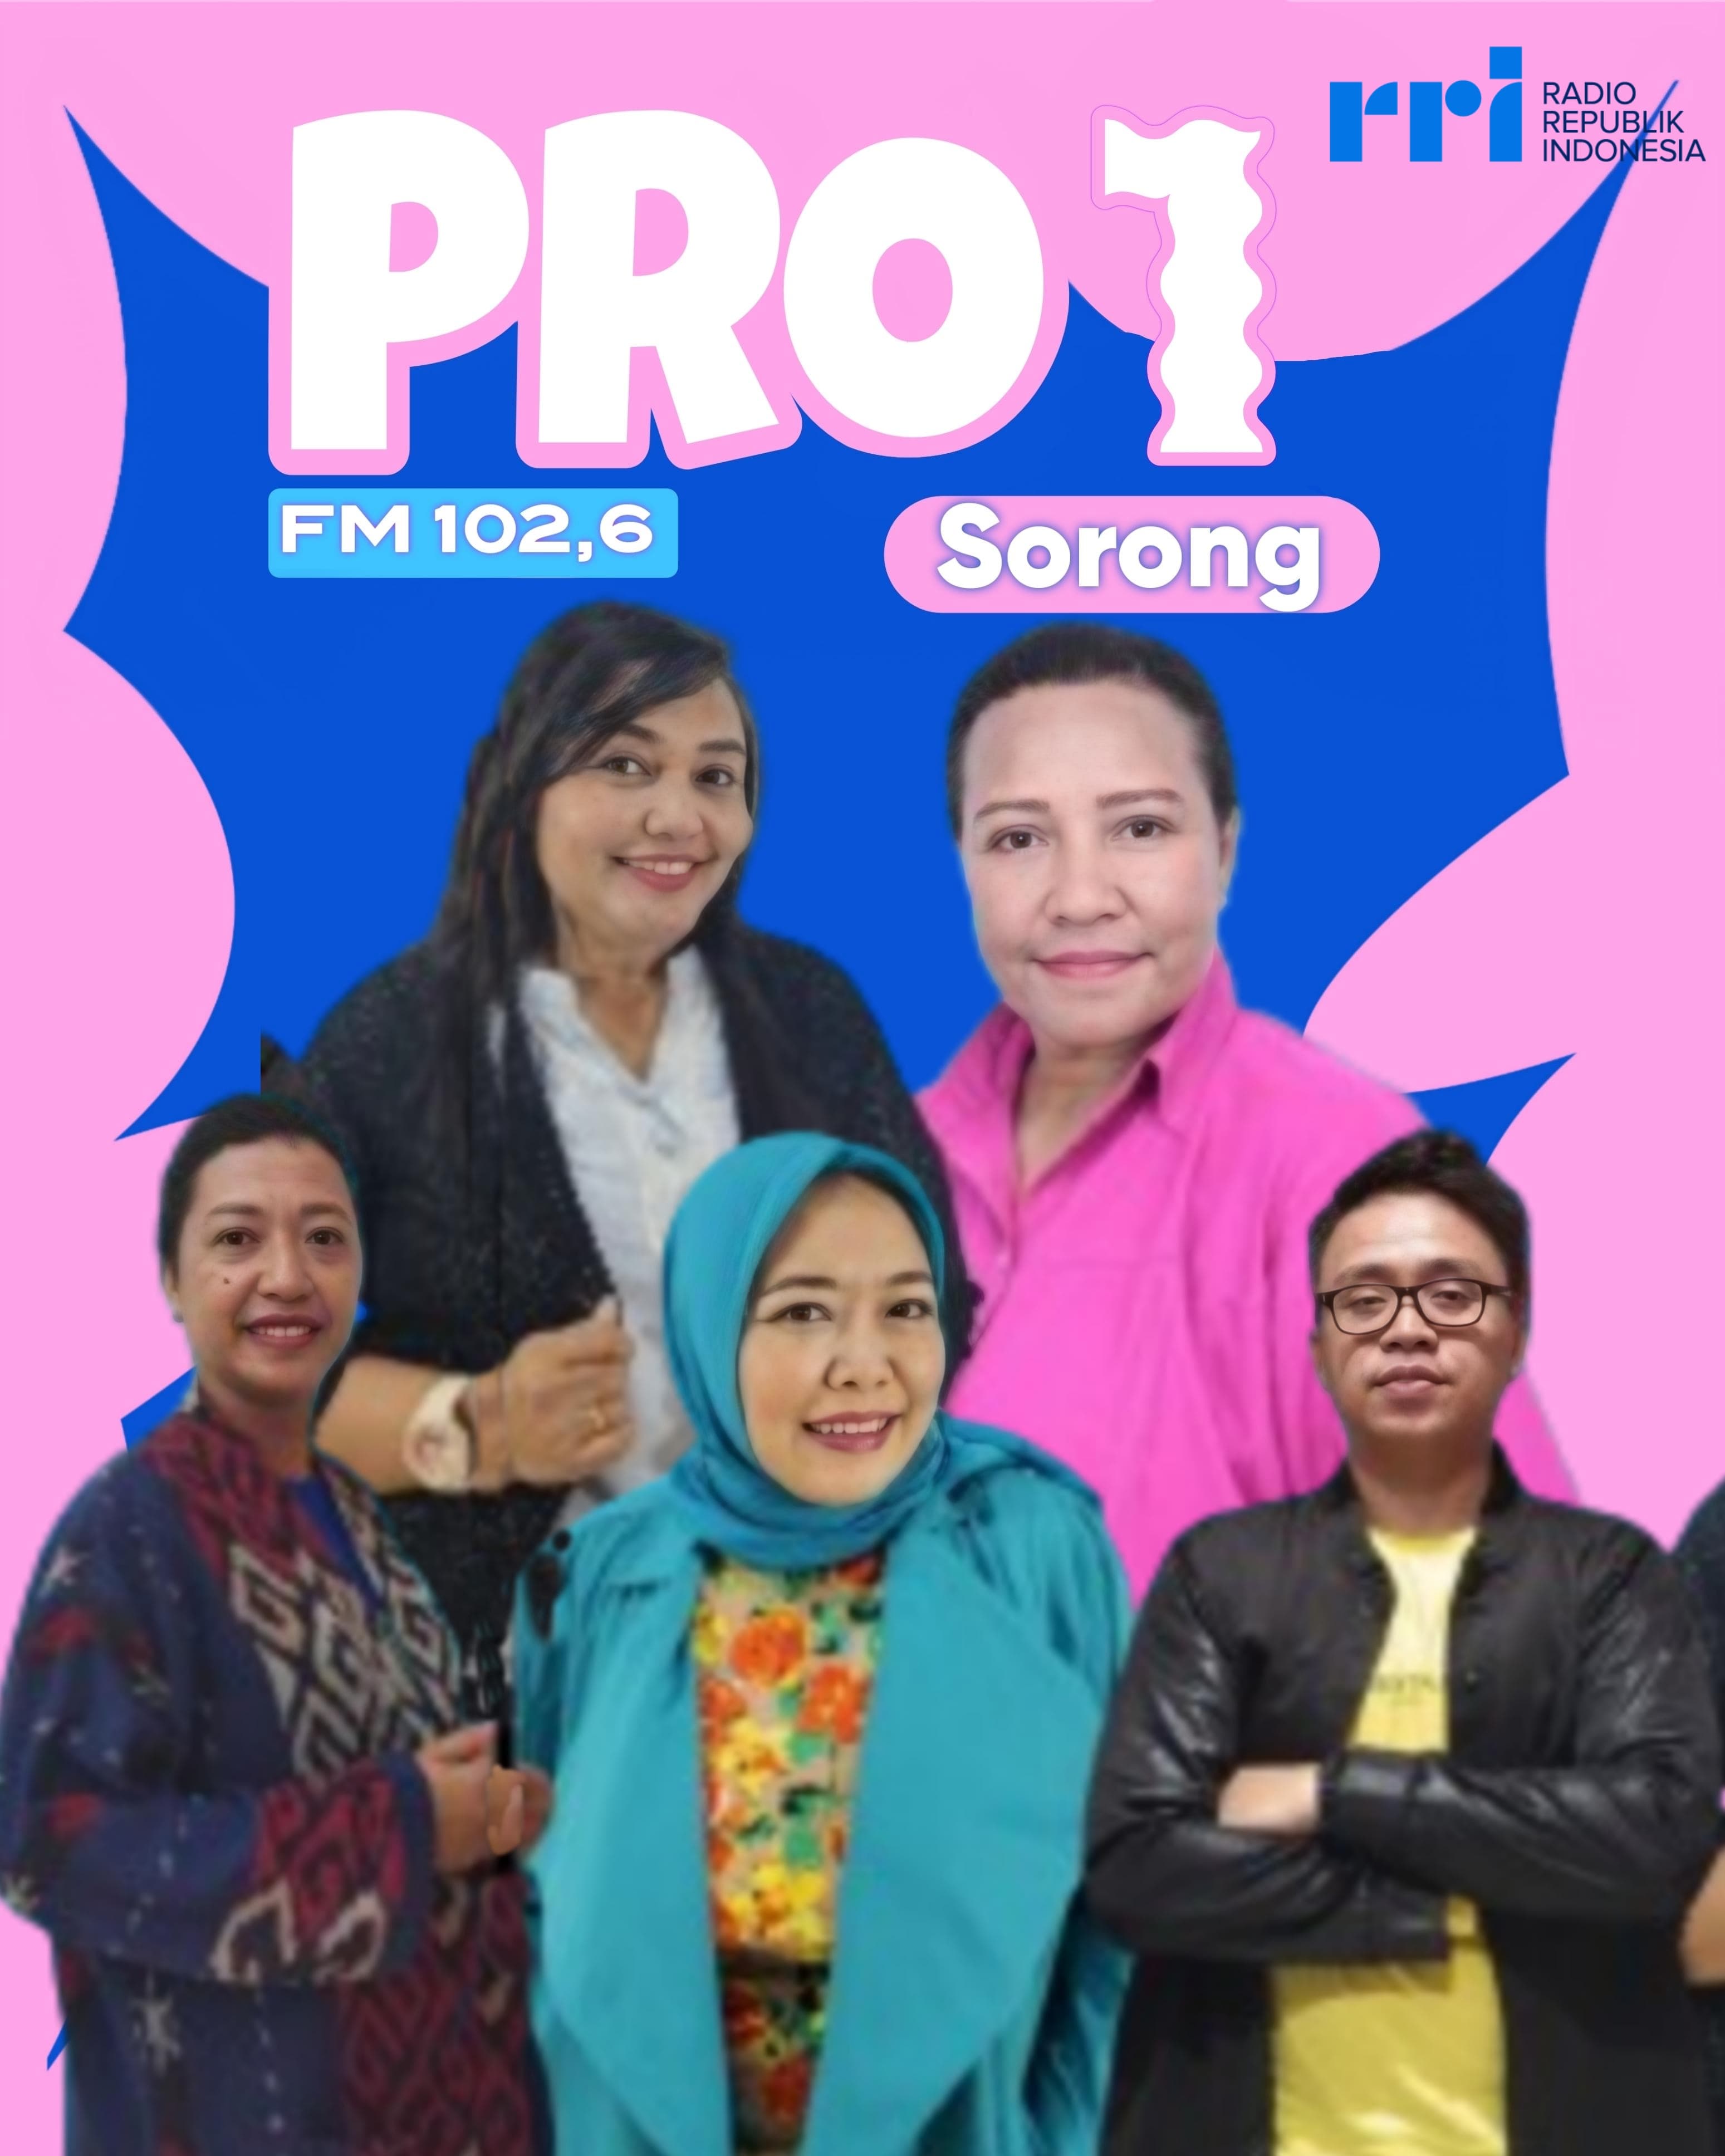 rri
RADIO
REPUBLIK
INDONESIA
PRO 1
FM 102,6
Sorong